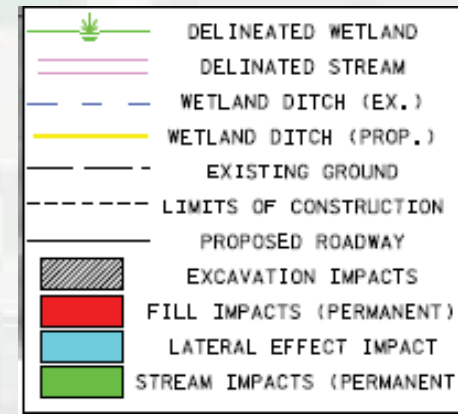 DELINEATED WETLAND
DELINATED STREAM
WETLAND DITCH (EX.)
WETLAND DITCH (PROP.)
EXISTING GROUND
LIMITS OF CONSTRUCTION
PROPOSED ROADWAY
EXCAVATION IMPACTS
FILL IMPACTS (PERMANENT)
LATERAL EFFECT IMPACT
STREAM IMPACTS (PERMANENT